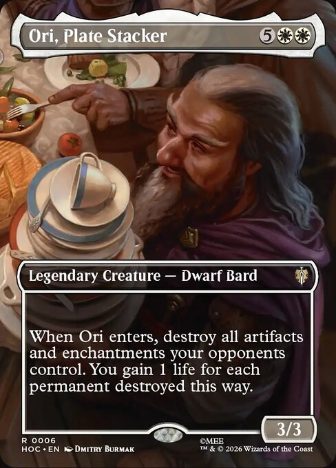 Ori, Plate Stacker 5
Legendary Creature — Dwarf Bard
When Ori enters, destroy all artifacts
and enchantments your opponents
control. You gain 1 life for each
permanent destroyed this way.
3/3
R 0006 ©MEE
HOC • EN Dmitry Burmak ™ & © 2026 Wizards of the Coast